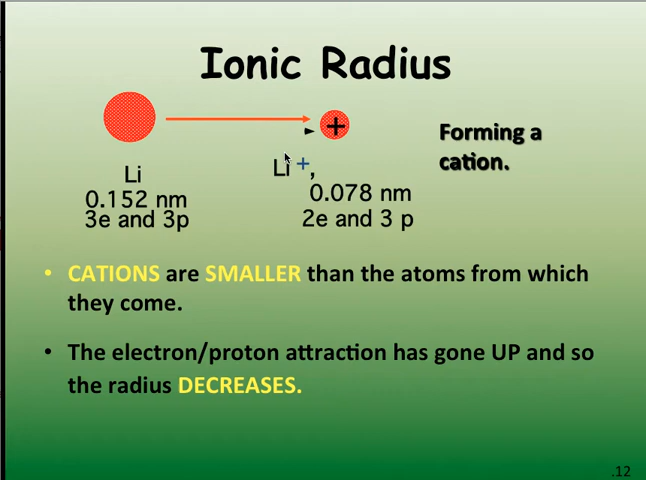 Ionic Radius
+
Forming a
cation.
Li
0.152 nm
3e and 3p
Li +,
0.078 nm
2e and 3 p
• CATIONS are SMALLER than the atoms from which
they come.
• The electron/proton attraction has gone UP and so
the radius DECREASES.
.12